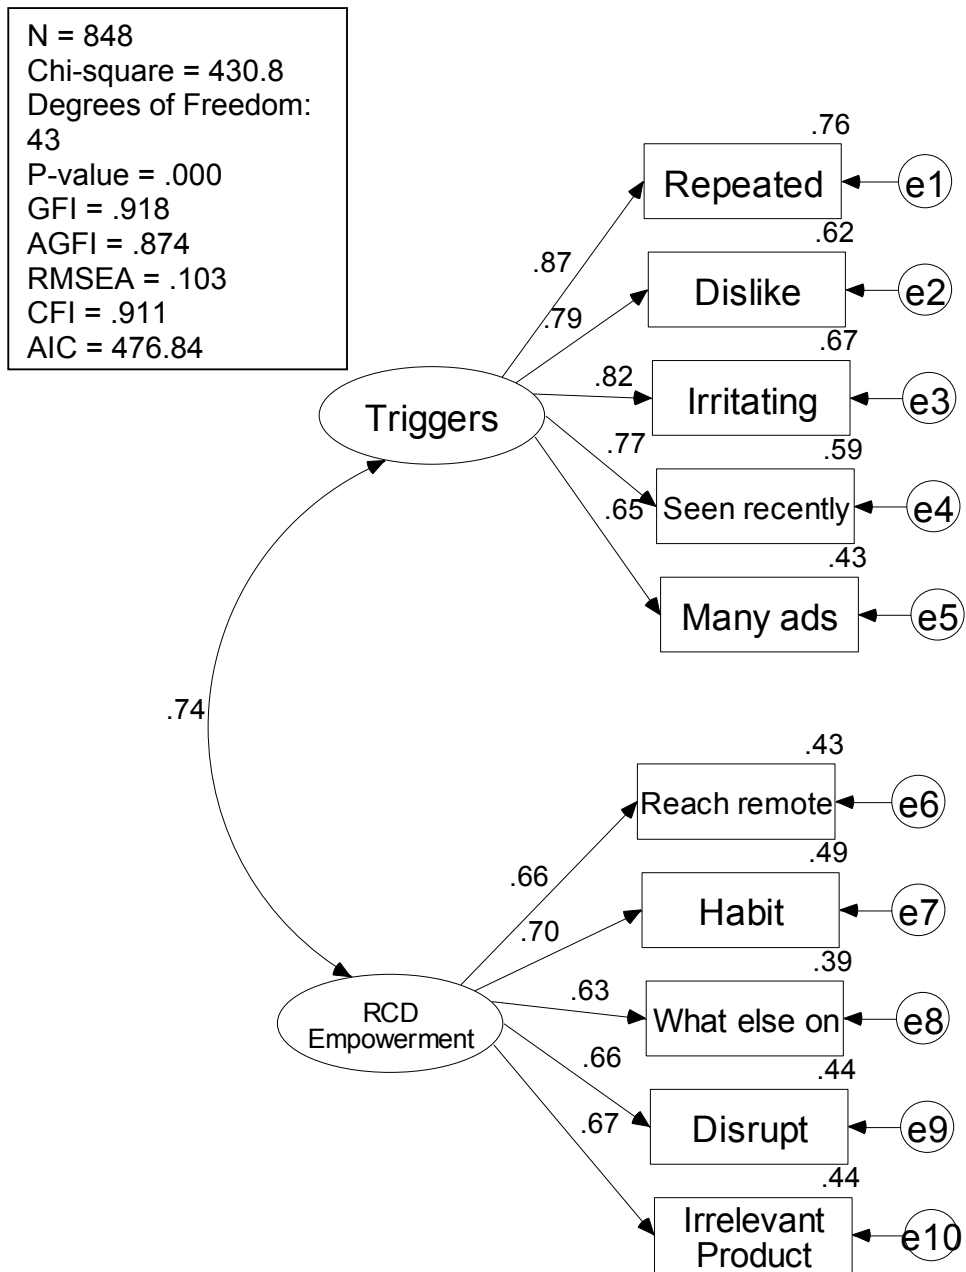 N = 848
Chi-square = 430.8
Degrees of Freedom:
43
P-value = .000
GFI = .918
AGFI = .874
RMSEA = .103
CFI = .911
AIC = 476.84
.76
Repeated
e1
.87
.62
Dislike
e2
.79
.67
Irritating
e3
.82
Triggers
.59
Seen recently
e4
.77
.43
Many ads
e5
.65
.74
.43
Reach remote
e6
.66
.49
Habit
e7
.70
.39
What else on
e8
.63
RCD
Empowerment
.44
Disrupt
e9
.66
.44
Irrelevant
Product
e10
.67